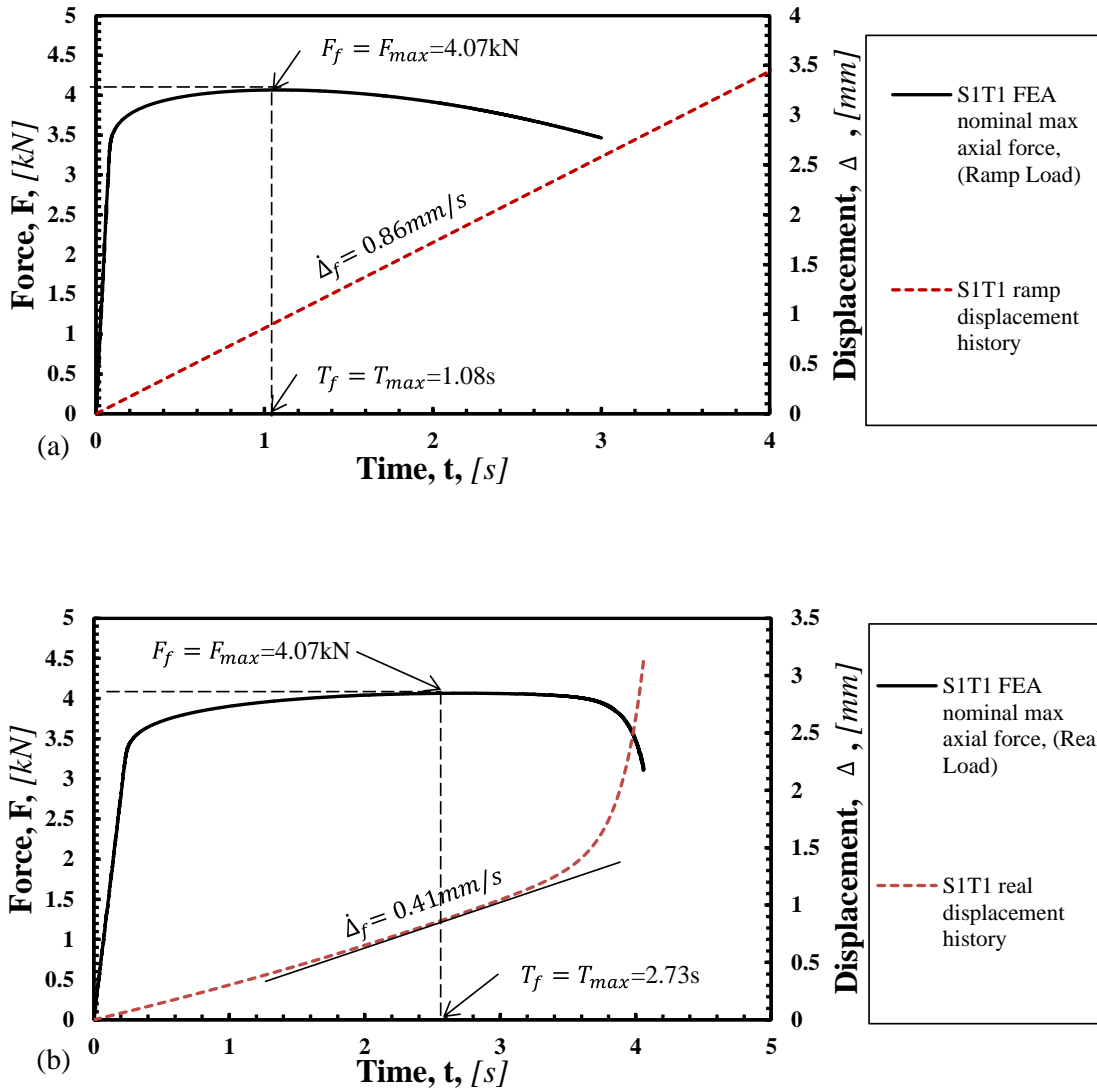 5
4.5
4
3.5
3
2.5
2
1.5
1
0.5
0
Force, F, [kN]
F_f = F_max=4.07kN
Δ̇_f = 0.86mm/s
T_f = T_max=1.08s
0 1 2 3 4
Time, t, [s]
(a)
4
3.5
3
2.5
2
1.5
1
0.5
0
Displacement, Δ , [mm]
S1T1 FEA
nominal max
axial force,
(Ramp Load)
S1T1 ramp
displacement
history
5
4.5
4
3.5
3
2.5
2
1.5
1
0.5
0
Force, F, [kN]
F_f = F_max=4.07kN
Δ̇_f = 0.41mm/s
T_f = T_max=2.73s
0 1 2 3 4 5
Time, t, [s]
(b)
3.5
3
2.5
2
1.5
1
0.5
0
Displacement, Δ , [mm]
S1T1 FEA
nominal max
axial force, (Real
Load)
S1T1 real
displacement
history